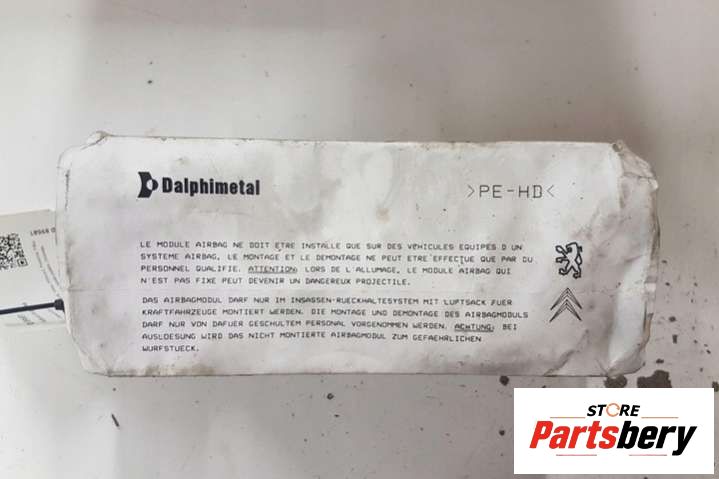 Dalphimetal
>PE-HD<
LE MODULE AIRBAG NE DOIT ETRE INSTALLE QUE SUR DES VEHICULES EQUIPES D UN
SYSTEME AIRBAG, LE MONTAGE ET LE DEMONTAGE NE PEUT ETRE EFFECTUE QUE PAR DU
PERSONNEL QUALIFIE. ATTENTION: LORS DE L'ALLUMAGE, LE MODULE AIRBAG QUI
N'EST PAS FIXE PEUT DEVENIR UN DANGEREUX PROJECTILE.
DAS AIRBAGMODUL DARF NUR IM INSASSEN-RUECKHALTESYSTEM MIT LUFTSACK FUER
KRAFTFAHRZEUGE MONTIERT WERDEN. DIE MONTAGE UND DEMONTAGE DES AIRBAGMODULS
DARF NUR VON DAFUER GESCHULTEM PERSONAL VORGENOMMEN WERDEN. ACHTUNG: BEI
AUSLOESUNG WIRD DAS NICHT MONTIERTE AIRBAGMODUL ZUM GEFAEHRLICHEN
WURFSTUECK.
STORE
Partsbery